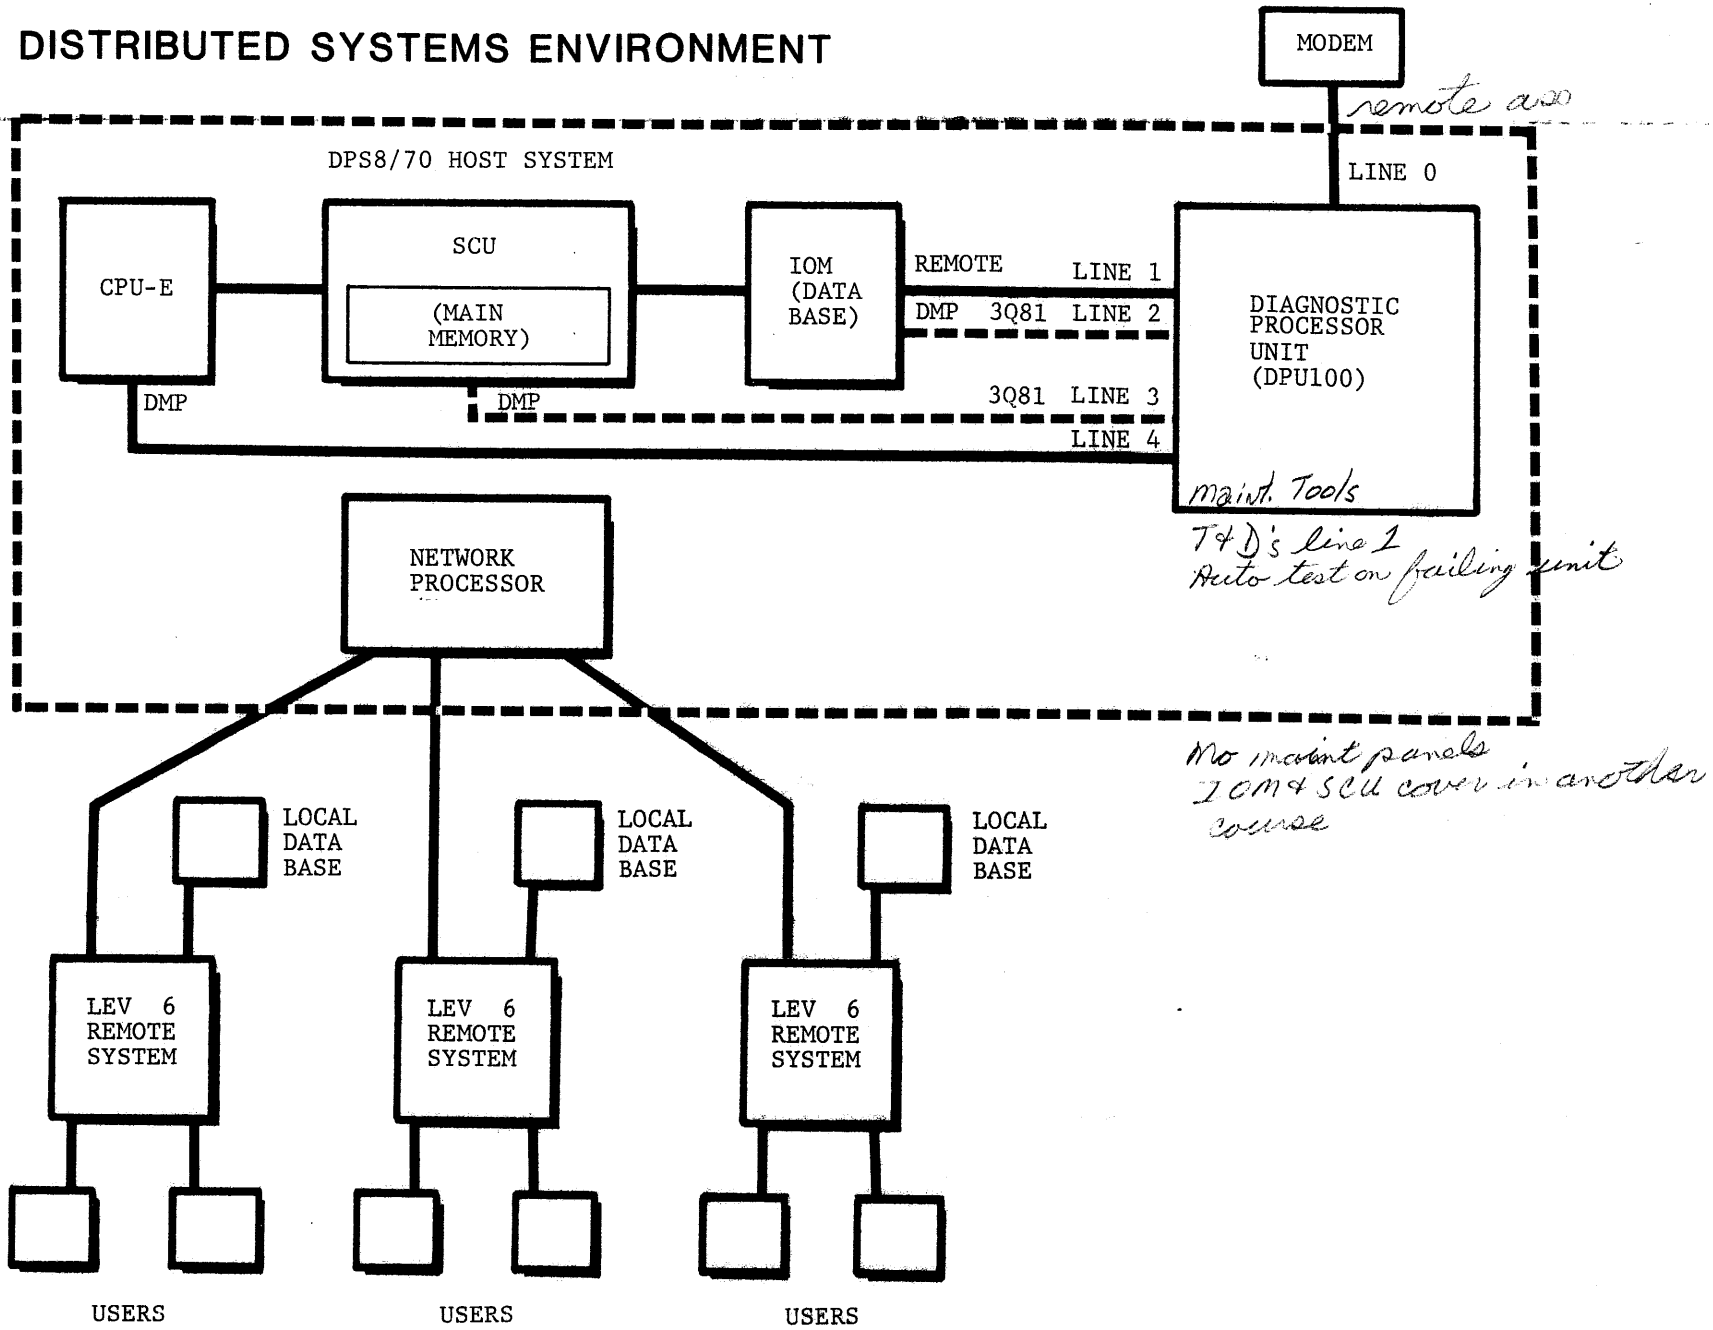 DISTRIBUTED SYSTEMS ENVIRONMENT
MODEM
remote ass
DPS8/70 HOST SYSTEM
LINE 0
CPU-E
SCU
(MAIN
MEMORY)
IOM
(DATA
BASE)
REMOTE LINE 1
DMP 3Q81 LINE 2
DIAGNOSTIC
PROCESSOR
UNIT
(DPU100)
DMP
DMP 3Q81 LINE 3
LINE 4
maint. Tools
T&D's line 1
Auto test on failing unit
NETWORK
PROCESSOR
No maint panels
IOM & SCU cover in another
course
LOCAL
DATA
BASE
LOCAL
DATA
BASE
LOCAL
DATA
BASE
LEV 6
REMOTE
SYSTEM
LEV 6
REMOTE
SYSTEM
LEV 6
REMOTE
SYSTEM
USERS
USERS
USERS